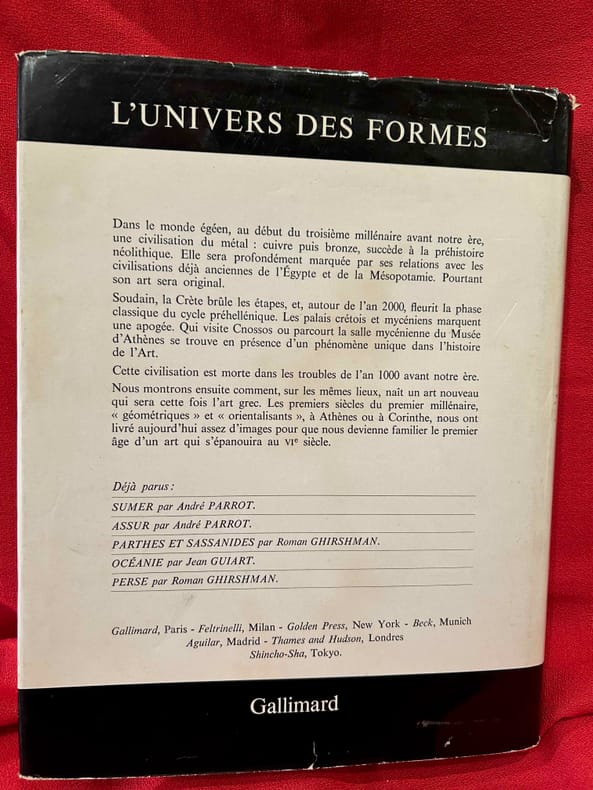 L'UNIVERS DES FORMES
Dans le monde égéen, au début du troisième millénaire avant notre ère,
une civilisation du métal : cuivre puis bronze, succède à la préhistoire
néolithique. Elle sera profondément marquée par ses relations avec les
civilisations déjà anciennes de l'Égypte et de la Mésopotamie. Pourtant
son art sera original.
Soudain, la Crète brûle les étapes, et, autour de l'an 2000, fleurit la phase
classique du cycle préhellénique. Les palais crétois et mycéniens marquent
une apogée. Qui visite Cnossos ou parcourt la salle mycénienne du Musée
d'Athènes se trouve en présence d'un phénomène unique dans l'histoire
de l'Art.
Cette civilisation est morte dans les troubles de l'an 1000 avant notre ère.
Nous montrons ensuite comment, sur les mêmes lieux, naît un art nouveau
qui sera cette fois l'art grec. Les premiers siècles du premier millénaire,
« géométriques » et « orientalisants », à Athènes ou à Corinthe, nous ont
livré aujourd'hui assez d'images pour que nous devienne familier le premier
âge d'un art qui s'épanouira au VIe siècle.
Déjà parus :
SUMER par André PARROT.
ASSUR par André PARROT.
PARTHES ET SASSANIDES par Roman GHIRSHMAN.
OCÉANIE par Jean GUIART.
PERSE par Roman GHIRSHMAN.
Gallimard, Paris - Feltrinelli, Milan - Golden Press, New York - Beck, Munich
Aguilar, Madrid - Thames and Hudson, Londres
Shincho-Sha, Tokyo.
Gallimard